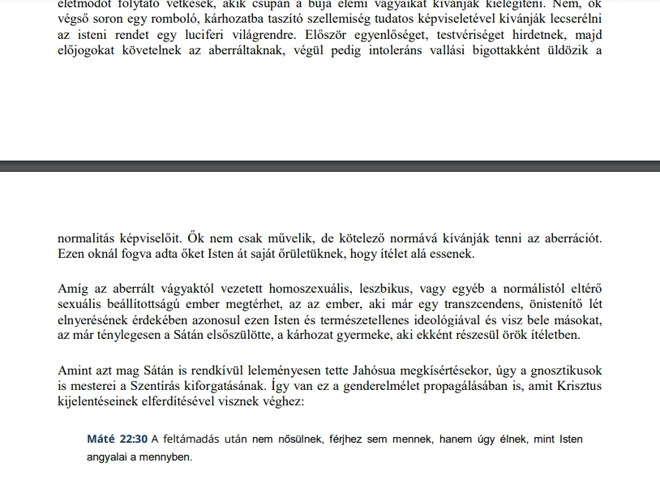 életmódot folytató vétkesek, akik csupán a buja elemi vágyaikat kívánják kielégíteni. Nem, ők
végső soron egy romboló, kárhozatba taszító szellemiség tudatos képviseletével kívánják lecserélni
az isteni rendet egy luciferi világrendre. Először egyenlőséget, testvériséget hirdetnek, majd
előjogokat követelnek az aberráltaknak, végül pedig intoleráns vallási bigottakként üldözik a
normalitás képviselőit. Ők nem csak művelik, de kötelező normává kívánják tenni az aberrációt.
Ezen oknál fogva adta őket Isten át saját őrületüknek, hogy ítélet alá essenek.
Amíg az aberrált vágyaktól vezetett homoszexuális, leszbikus, vagy egyéb a normálistól eltérő
sexuális beállítottságú ember megtérhet, az az ember, aki már egy transzcendens, önistenítő lét
elnyerésének érdekében azonosul ezen Isten és természetellenes ideológiával és visz bele másokat,
az már ténylegesen a Sátán elsőszülötte, a kárhozat gyermeke, aki ekként részesül örök ítéletben.
Amint azt mag Sátán is rendkívül leleményesen tette Jahósua megkísértésekor, úgy a gnosztikusok
is mesterei a Szentírás kiforgatásának. Így van ez a genderelmélet propagálásában is, amit Krisztus
kijelentéseinek elferdítésével visznek véghez:
Máté 22:30 A feltámadás után nem nősülnek, férjhez sem mennek, hanem úgy élnek, mint Isten
angyalai a mennyben.